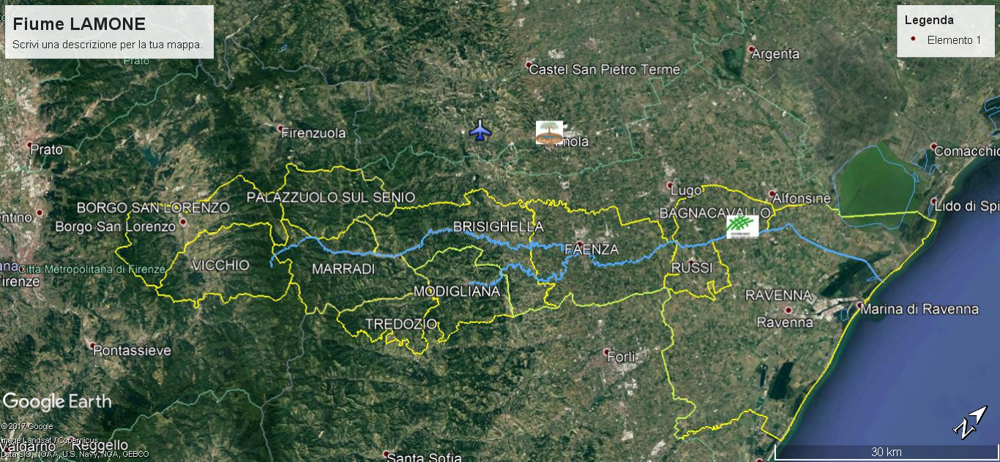 Fiume LAMONE
Scrivi una descrizione per la tua mappa.
Legenda
Elemento 1
Prato
Argenta
Castel San Pietro Terme
Firenzuola
Imola
Prato
Comacchio
Lugo
Alfonsine
PALAZZUOLO SUL SENIO
BORGO SAN LORENZO
Lido di Spi
BAGNACAVALLO
Borgo San Lorenzo
BRISIGHELLA
entino
FAENZA
VICCHIO
MARRADI
RUSSI
Città Metropolitana di Firenze
ana
Firenze
MODIGLIANA
RAVENNA
Marina di Ravenna
Ravenna
TREDOZIO
Pontassieve
Forlì
Google Earth
©2017 Google
Image Landsat / Copernicus
Valdarno
Reggello
Data SIO, NOAA, U.S. Navy, NGA, GEBCO
Santa Sofia
N
30 km